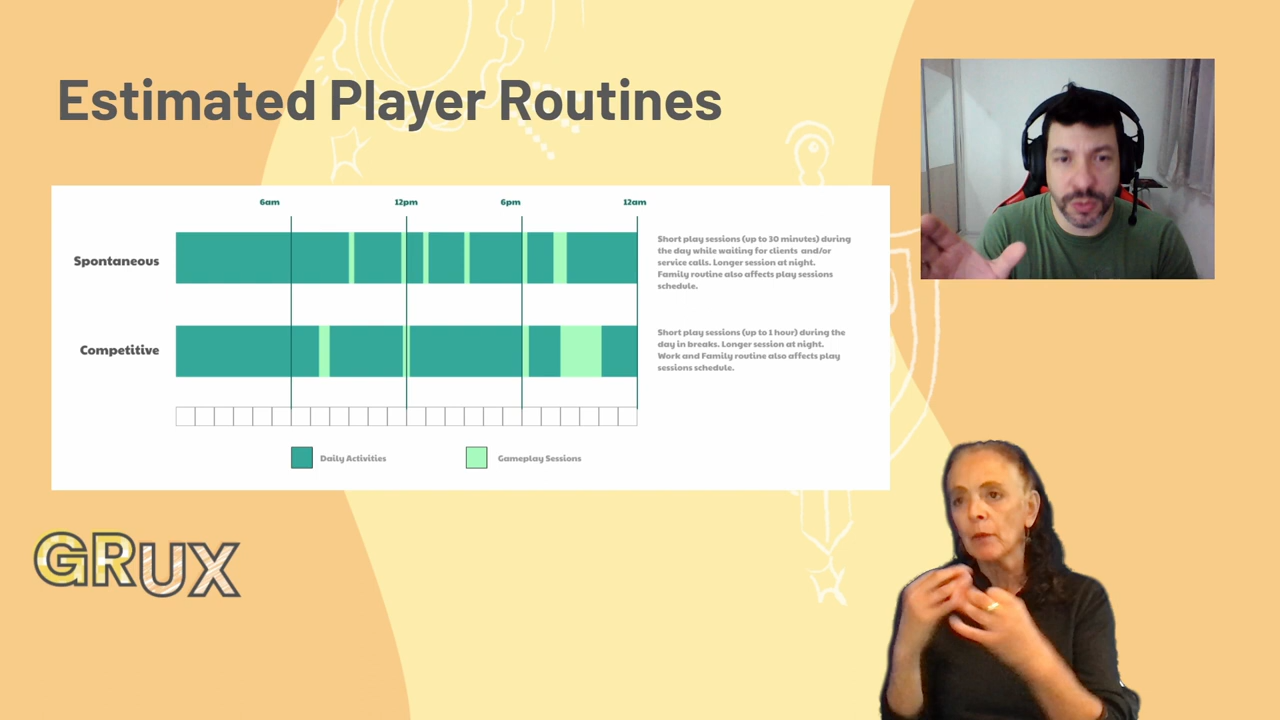 Estimated Player Routines
6am
12pm
6pm
12am
Spontaneous
Short play sessions (up to 30 minutes) during
the day while waiting for clients and/or
service calls. Longer session at night.
Family routine also affects play sessions
schedule.
Competitive
Short play sessions (up to 1 hour) during the
day in breaks. Longer session at night.
Work and Family routine also affects play
sessions schedule.
Daily Activities
Gameplay Sessions
GRUX